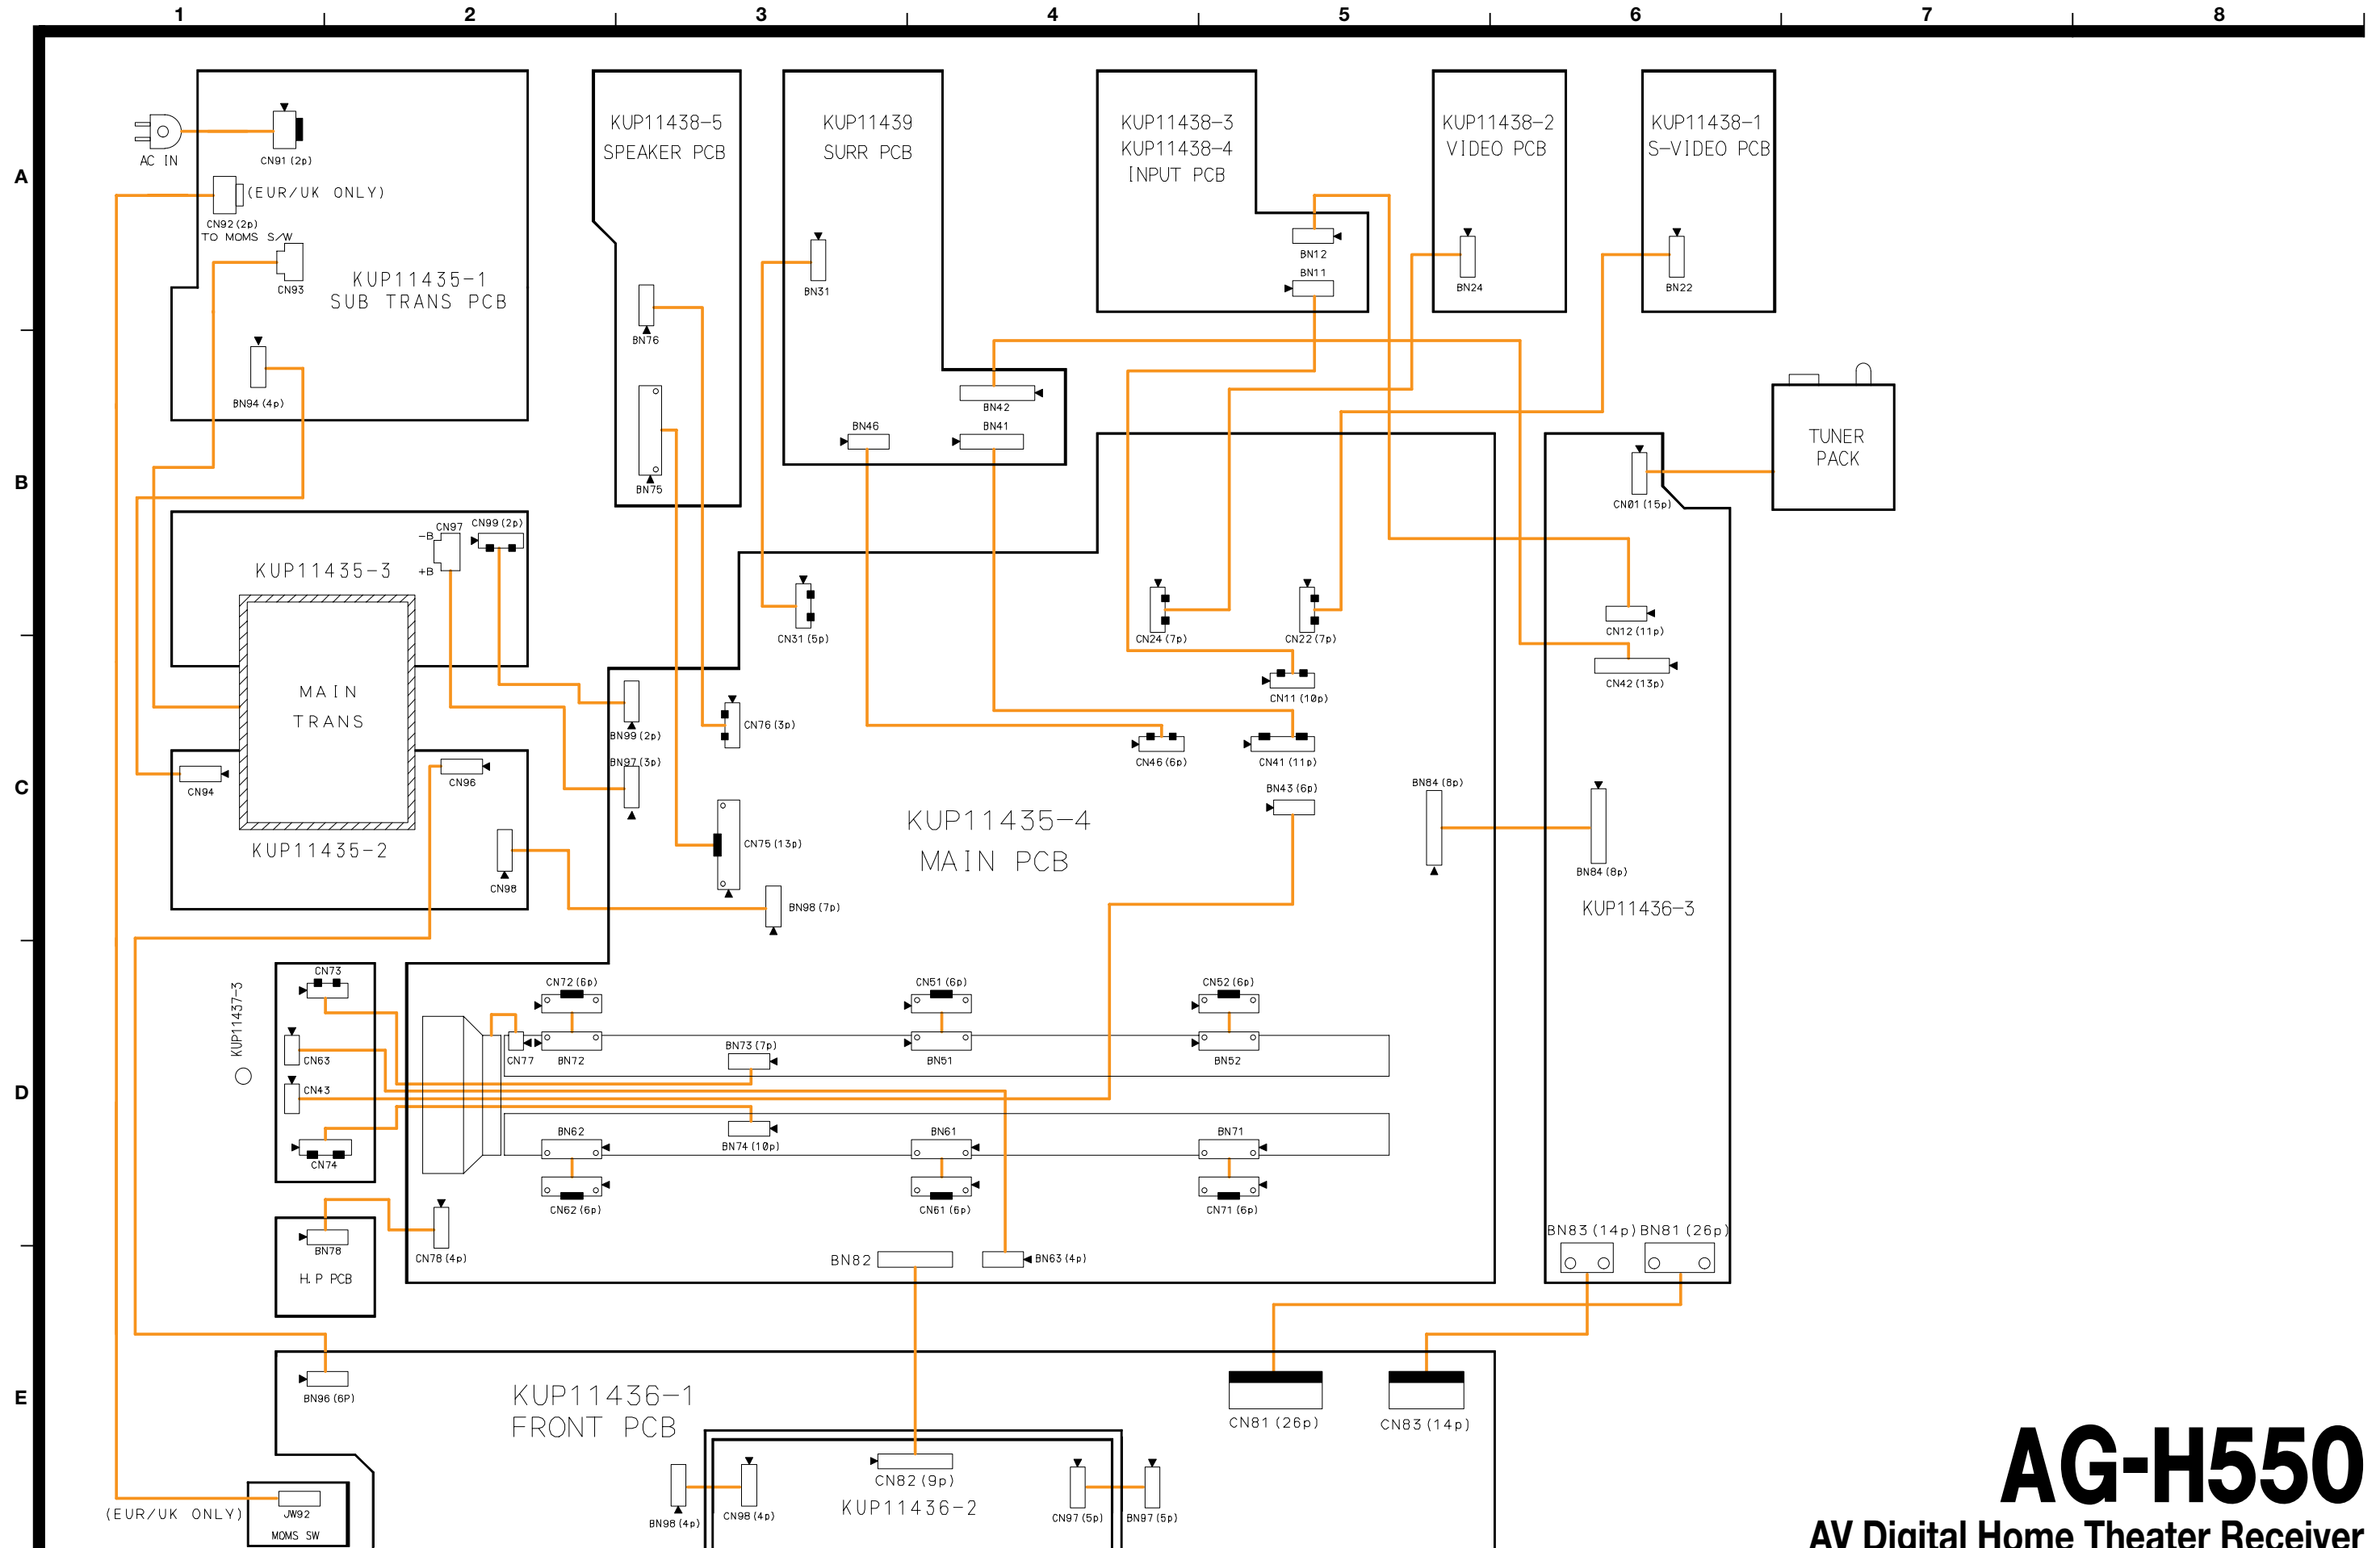 1 2 3 4 5 6 7 8
A
B
C
D
E
AC IN
CN91 (2p)
(EUR/UK ONLY)
CN92 (2p)
TO MOMS S/W
CN93
KUP11435-1
SUB TRANS PCB
BN94 (4p)
KUP11438-5
SPEAKER PCB
BN76
BN75
KUP11439
SURR PCB
BN31
BN42
BN46
BN41
KUP11438-3
KUP11438-4
INPUT PCB
BN12
BN11
KUP11438-2
VIDEO PCB
BN24
KUP11438-1
S-VIDEO PCB
BN22
TUNER
PACK
CN01 (15p)
CN97
CN99 (2p)
-B
+B
KUP11435-3
MAIN
TRANS
CN94
CN96
KUP11435-2
CN98
CN31 (5p)
CN24 (7p)
CN22 (7p)
CN12 (11p)
CN42 (13p)
CN11 (10p)
BN99 (2p)
CN76 (3p)
BN97 (3p)
CN46 (6p)
CN41 (11p)
BN43 (6p)
BN84 (8p)
KUP11435-4
MAIN PCB
CN75 (13p)
BN98 (7p)
BN84 (8p)
KUP11436-3
KUP11437-3
CN73
CN63
CN43
CN74
CN72 (6p)
CN51 (6p)
CN52 (6p)
CN77
BN72
BN73 (7p)
BN51
BN52
BN62
BN74 (10p)
BN61
BN71
CN62 (6p)
CN61 (6p)
CN71 (6p)
BN78
H.P PCB
CN78 (4p)
BN82
BN63 (4p)
BN83 (14p)
BN81 (26p)
BN96 (6P)
KUP11436-1
FRONT PCB
CN81 (26p)
CN83 (14p)
CN82 (9p)
KUP11436-2
BN98 (4p)
CN98 (4p)
CN97 (5p)
BN97 (5p)
(EUR/UK ONLY)
JW92
MOMS SW
AG-H550
AV Digital Home Theater Receiver